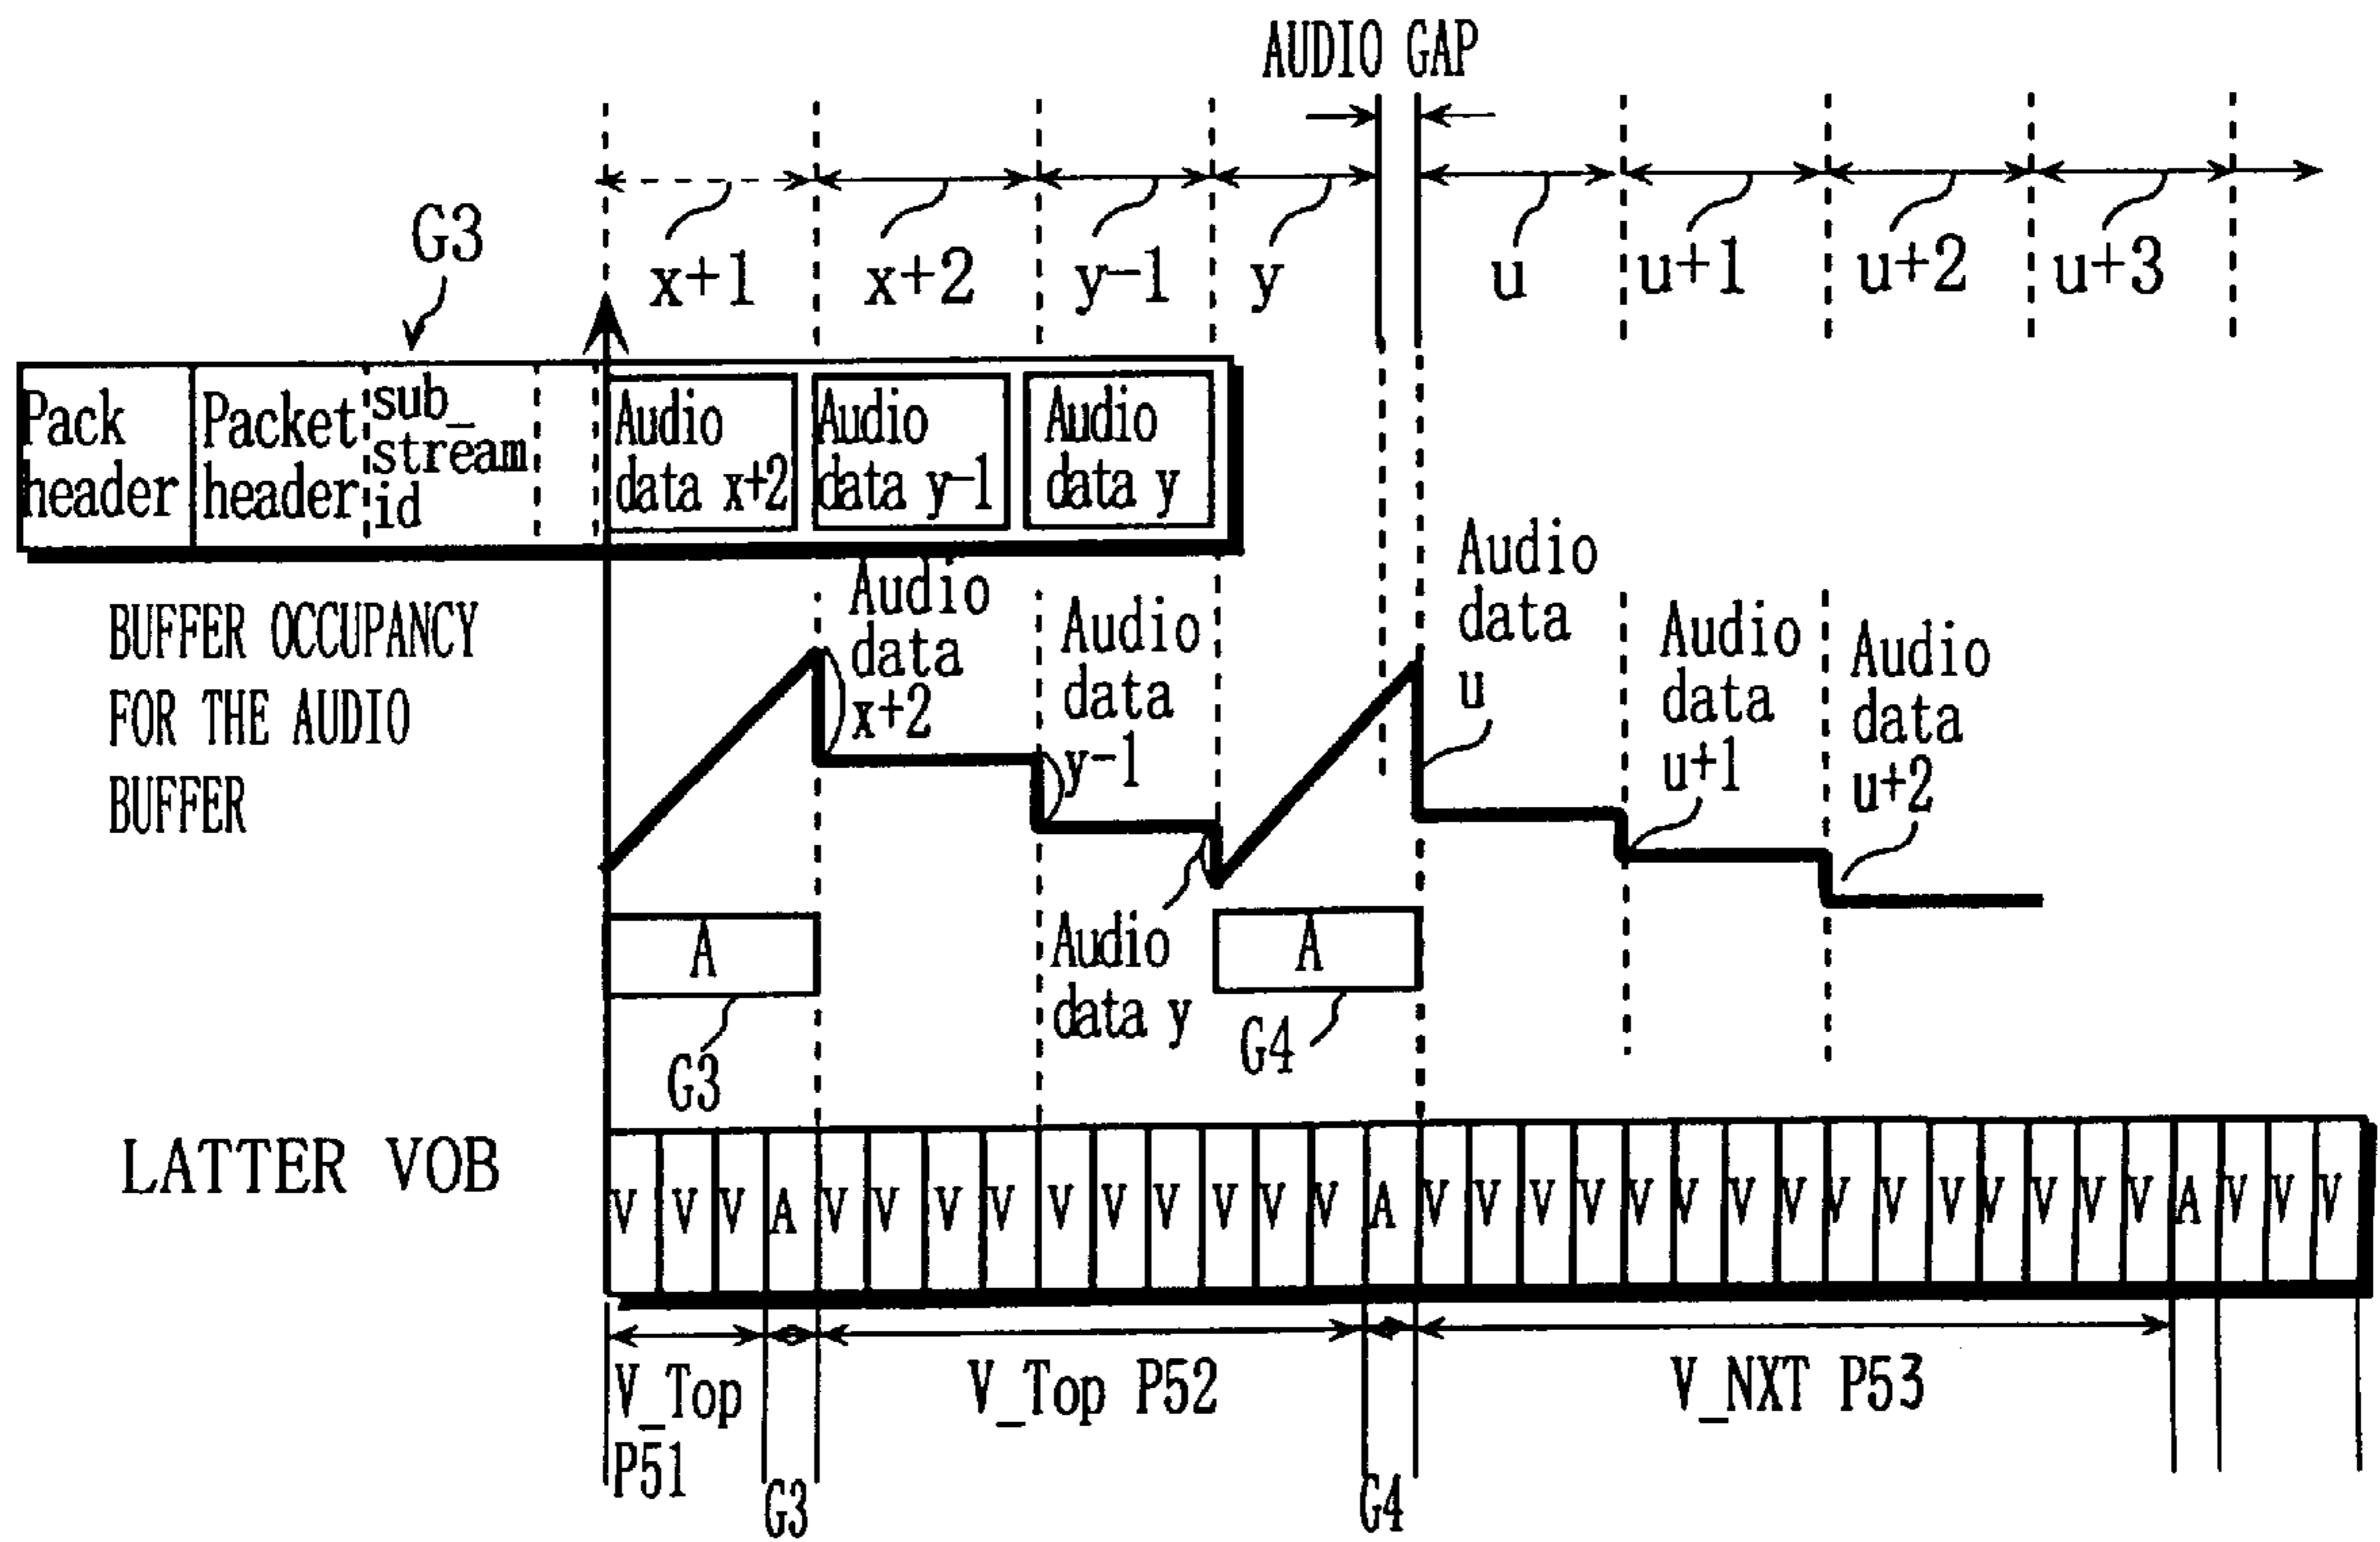 AUDIO GAP
G3
x+1
x+2
y-1
y
u
u+1
u+2
u+3
Pack
header
Packet
header
sub_
stream
id
Audio
data x+2
Audio
data y-1
Audio
data y
BUFFER OCCUPANCY
FOR THE AUDIO
BUFFER
Audio
data
x+2
Audio
data
y-1
Audio
data
u
Audio
data
u+1
Audio
data
u+2
A
G3
Audio
data y
A
G4
LATTER VOB
V V V A V V V V V V V V V V A V V V V V V V V V V V V V V A V V V
V_Top
P51
G3
V_Top P52
G4
V_NXT P53